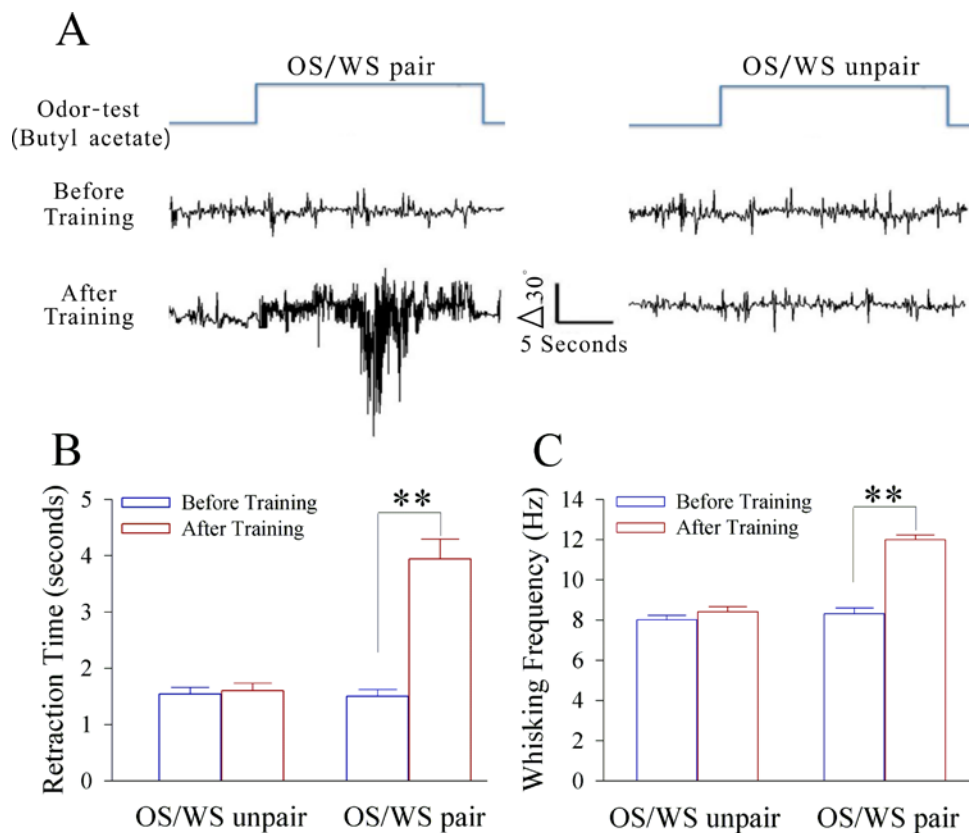 A
OS/WS pair
OS/WS unpair
Odor-test
(Butyl acetate)
Before
Training
After
Training
△30°
5 Seconds
B
Retraction Time (seconds)
5
4
3
2
1
0
Before Training
After Training
**
OS/WS unpair
OS/WS pair
C
Whisking Frequency (Hz)
14
12
10
8
6
4
2
0
Before Training
After Training
**
OS/WS unpair
OS/WS pair